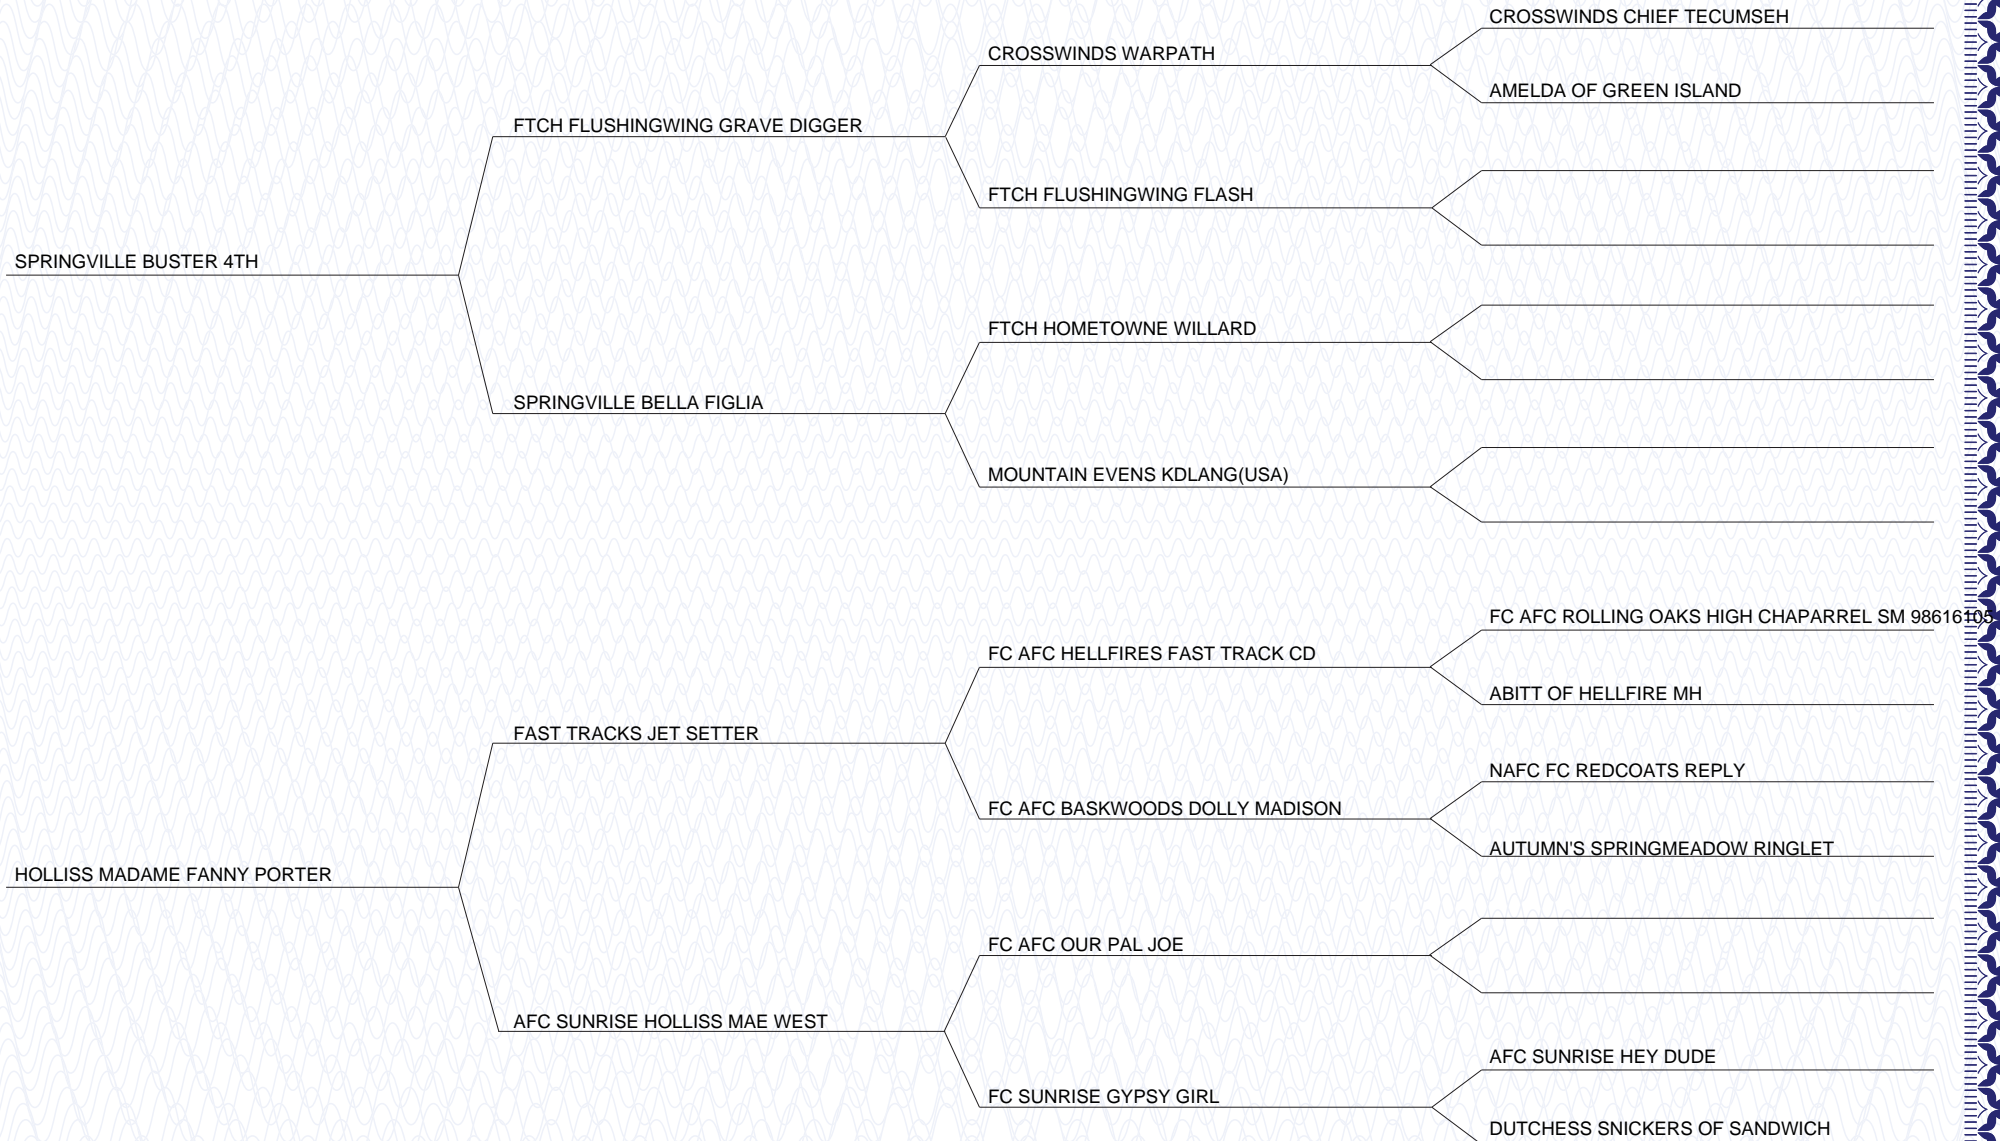 CROSSWINDS CHIEF TECUMSEH
CROSSWINDS WARPATH
AMELDA OF GREEN ISLAND
FTCH FLUSHINGWING GRAVE DIGGER
FTCH FLUSHINGWING FLASH
SPRINGVILLE BUSTER 4TH
FTCH HOMETOWNE WILLARD
SPRINGVILLE BELLA FIGLIA
MOUNTAIN EVENS KDLANG(USA)
FC AFC ROLLING OAKS HIGH CHAPARREL SM 98616105
FC AFC HELLFIRES FAST TRACK CD
ABITT OF HELLFIRE MH
FAST TRACKS JET SETTER
NAFC FC REDCOATS REPLY
FC AFC BASKWOODS DOLLY MADISON
AUTUMN'S SPRINGMEADOW RINGLET
HOLLISS MADAME FANNY PORTER
FC AFC OUR PAL JOE
AFC SUNRISE HOLLISS MAE WEST
AFC SUNRISE HEY DUDE
FC SUNRISE GYPSY GIRL
DUTCHESS SNICKERS OF SANDWICH